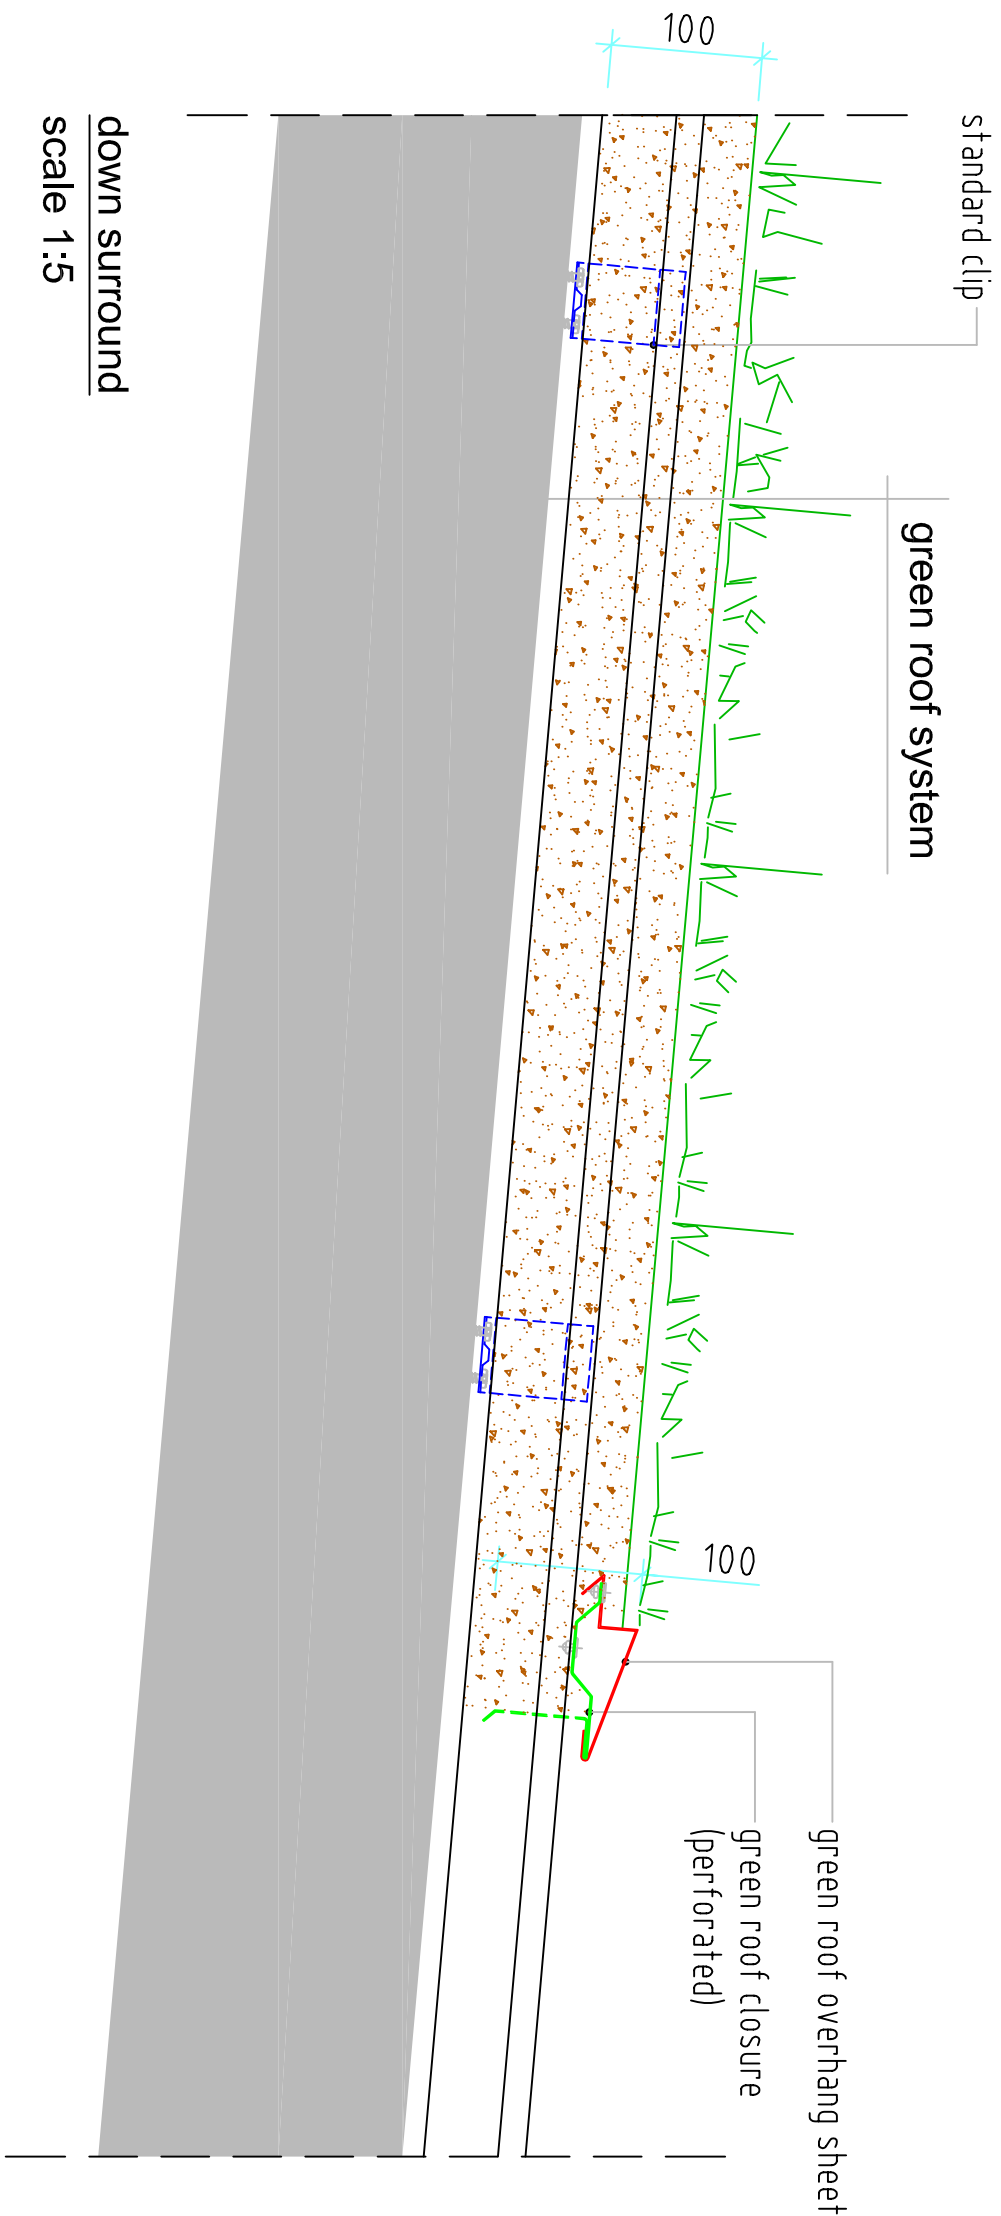 standard clip
green roof system
100
100
green roof overhang sheet
green roof closure
(perforated)
down surround
scale 1:5